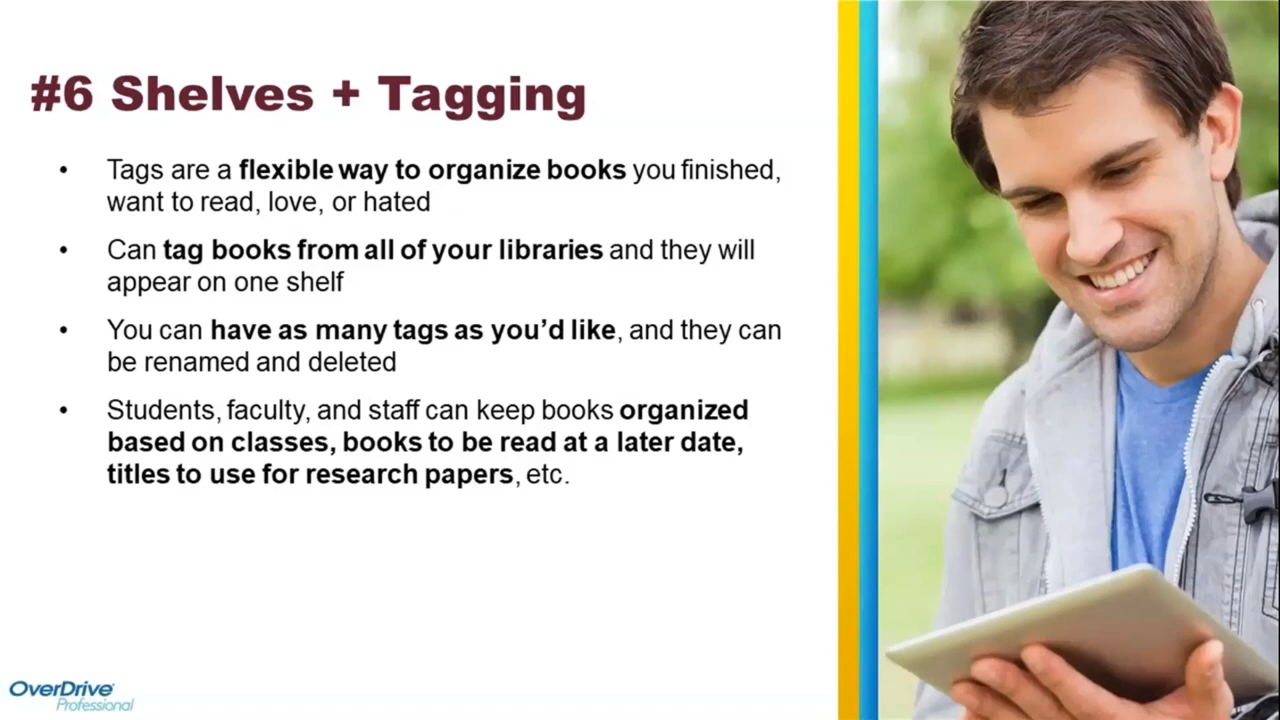 #6 Shelves + Tagging
• Tags are a flexible way to organize books you finished,
want to read, love, or hated
• Can tag books from all of your libraries and they will
appear on one shelf
• You can have as many tags as you’d like, and they can
be renamed and deleted
• Students, faculty, and staff can keep books organized
based on classes, books to be read at a later date,
titles to use for research papers, etc.
OverDrive
Professional